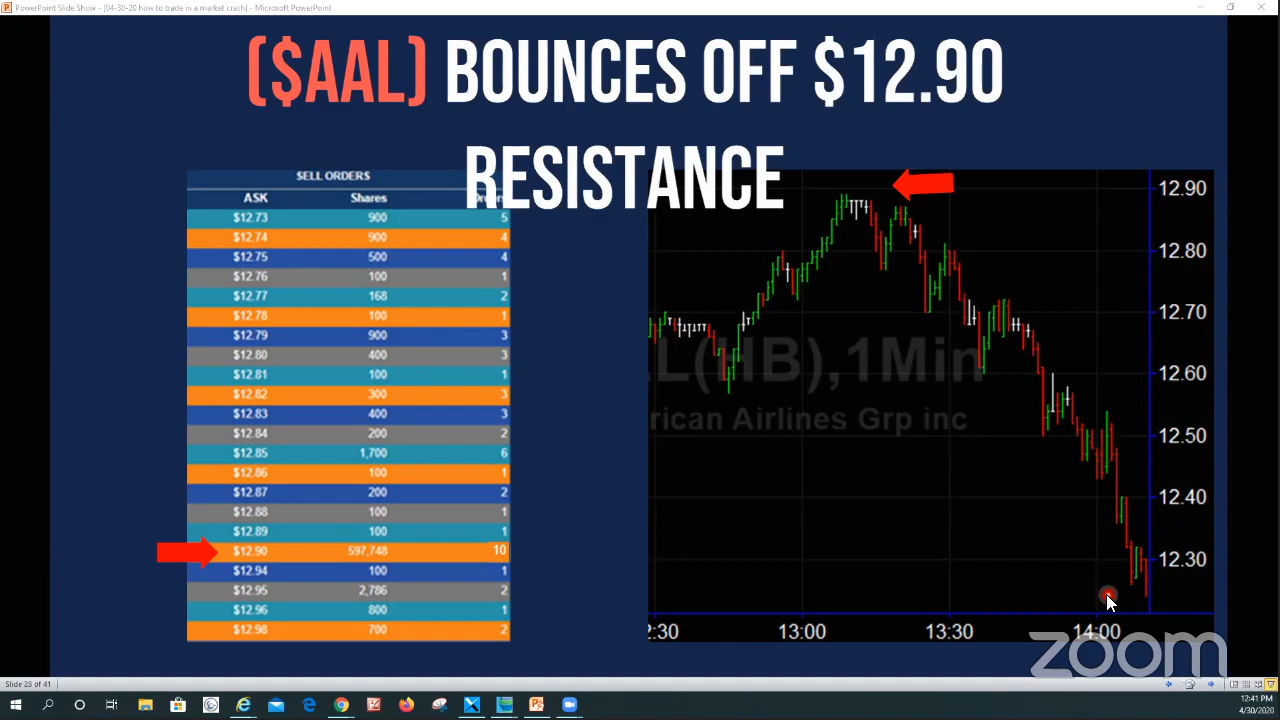 PowerPoint Slide Show - [04-30-20 how to trade in a market crash] - Microsoft PowerPoint
($AAL) BOUNCES OFF $12.90
RESISTANCE
SELL ORDERS
ASK Shares
$12.73 900 5
$12.74 900 4
$12.75 500 4
$12.76 100 1
$12.77 168 2
$12.78 100 1
$12.79 900 3
$12.80 400 3
$12.81 100 1
$12.82 300 3
$12.83 400 3
$12.84 200 2
$12.85 1,700 6
$12.86 100 1
$12.87 200 2
$12.88 100 1
$12.89 100 1
$12.90 597,748 10
$12.94 100 1
$12.95 2,786 2
$12.96 800 1
$12.98 700 2
12.90
12.80
12.70
12.60
12.50
12.40
12.30
L(HB),1Min
rican Airlines Grp inc
2:30 13:00 13:30 14:00
zoom
Slide 28 of 41
12:41 PM
4/30/2020